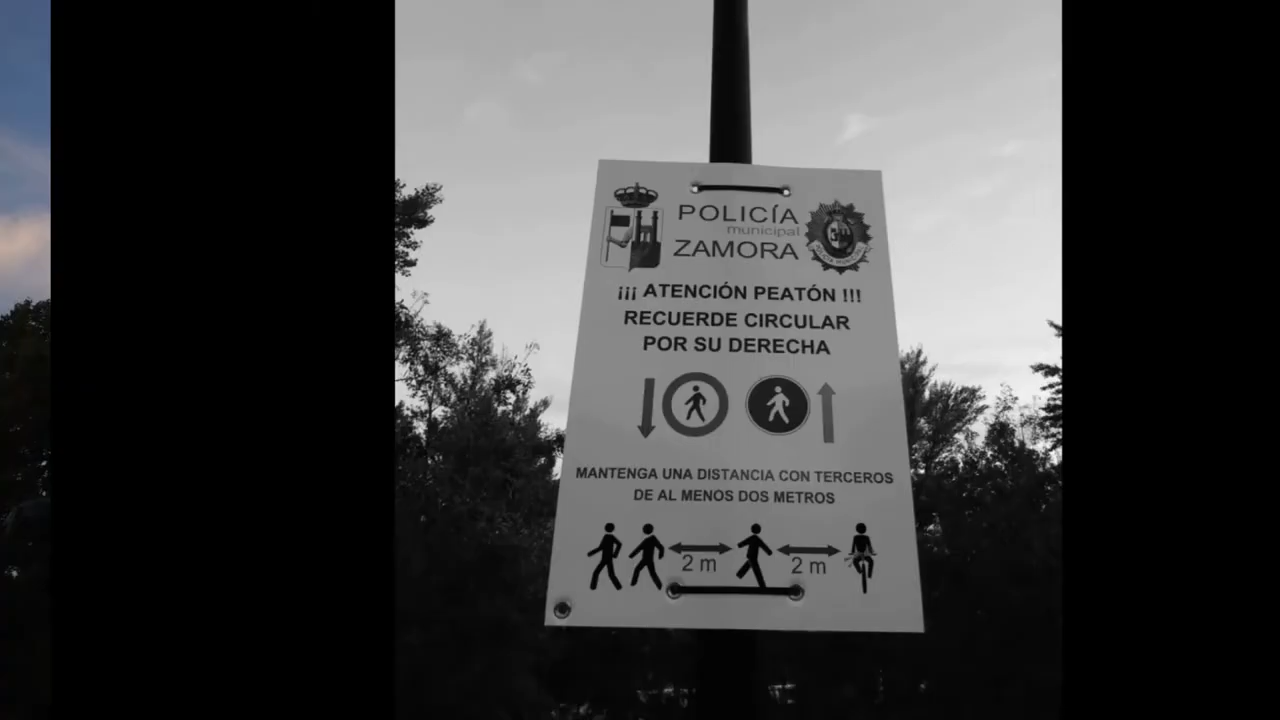 POLICÍA
municipal
ZAMORA
¡¡¡ ATENCIÓN PEATÓN !!!
RECUERDE CIRCULAR
POR SU DERECHA
MANTENGA UNA DISTANCIA CON TERCEROS
DE AL MENOS DOS METROS
2 m 2 m